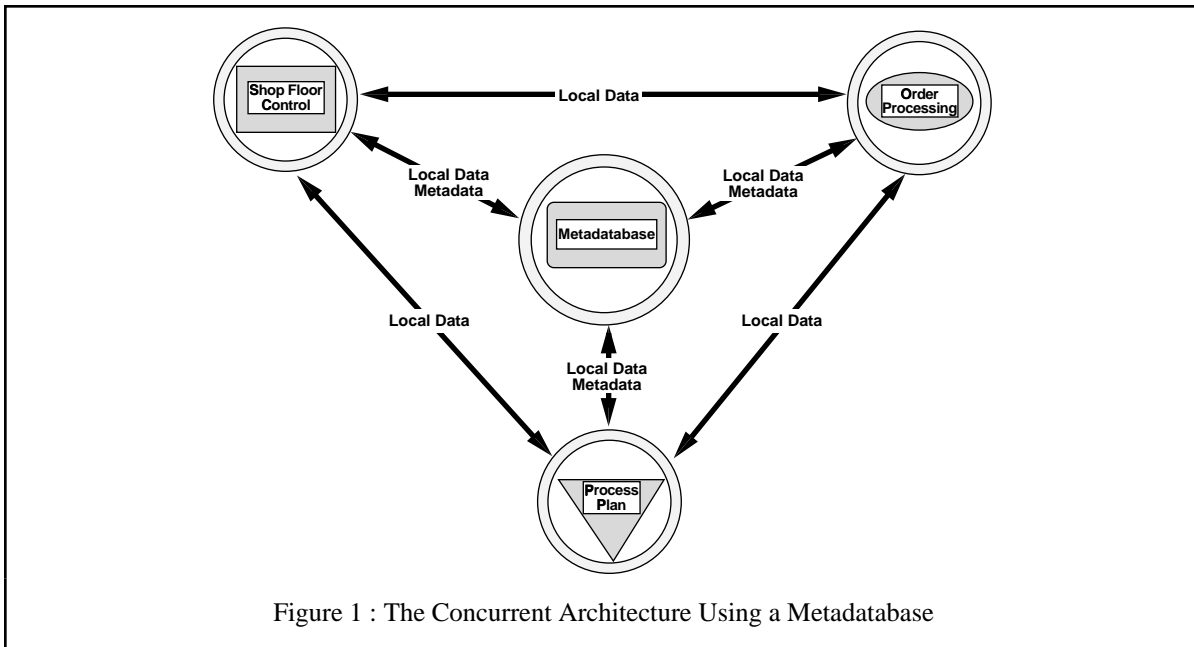 Shop Floor
Control
Local Data
Order
Processing
Local Data
Metadata
Local Data
Metadata
Metadatabase
Local Data
Local Data
Local Data
Metadata
Process
Plan
Figure 1 : The Concurrent Architecture Using a Metadatabase